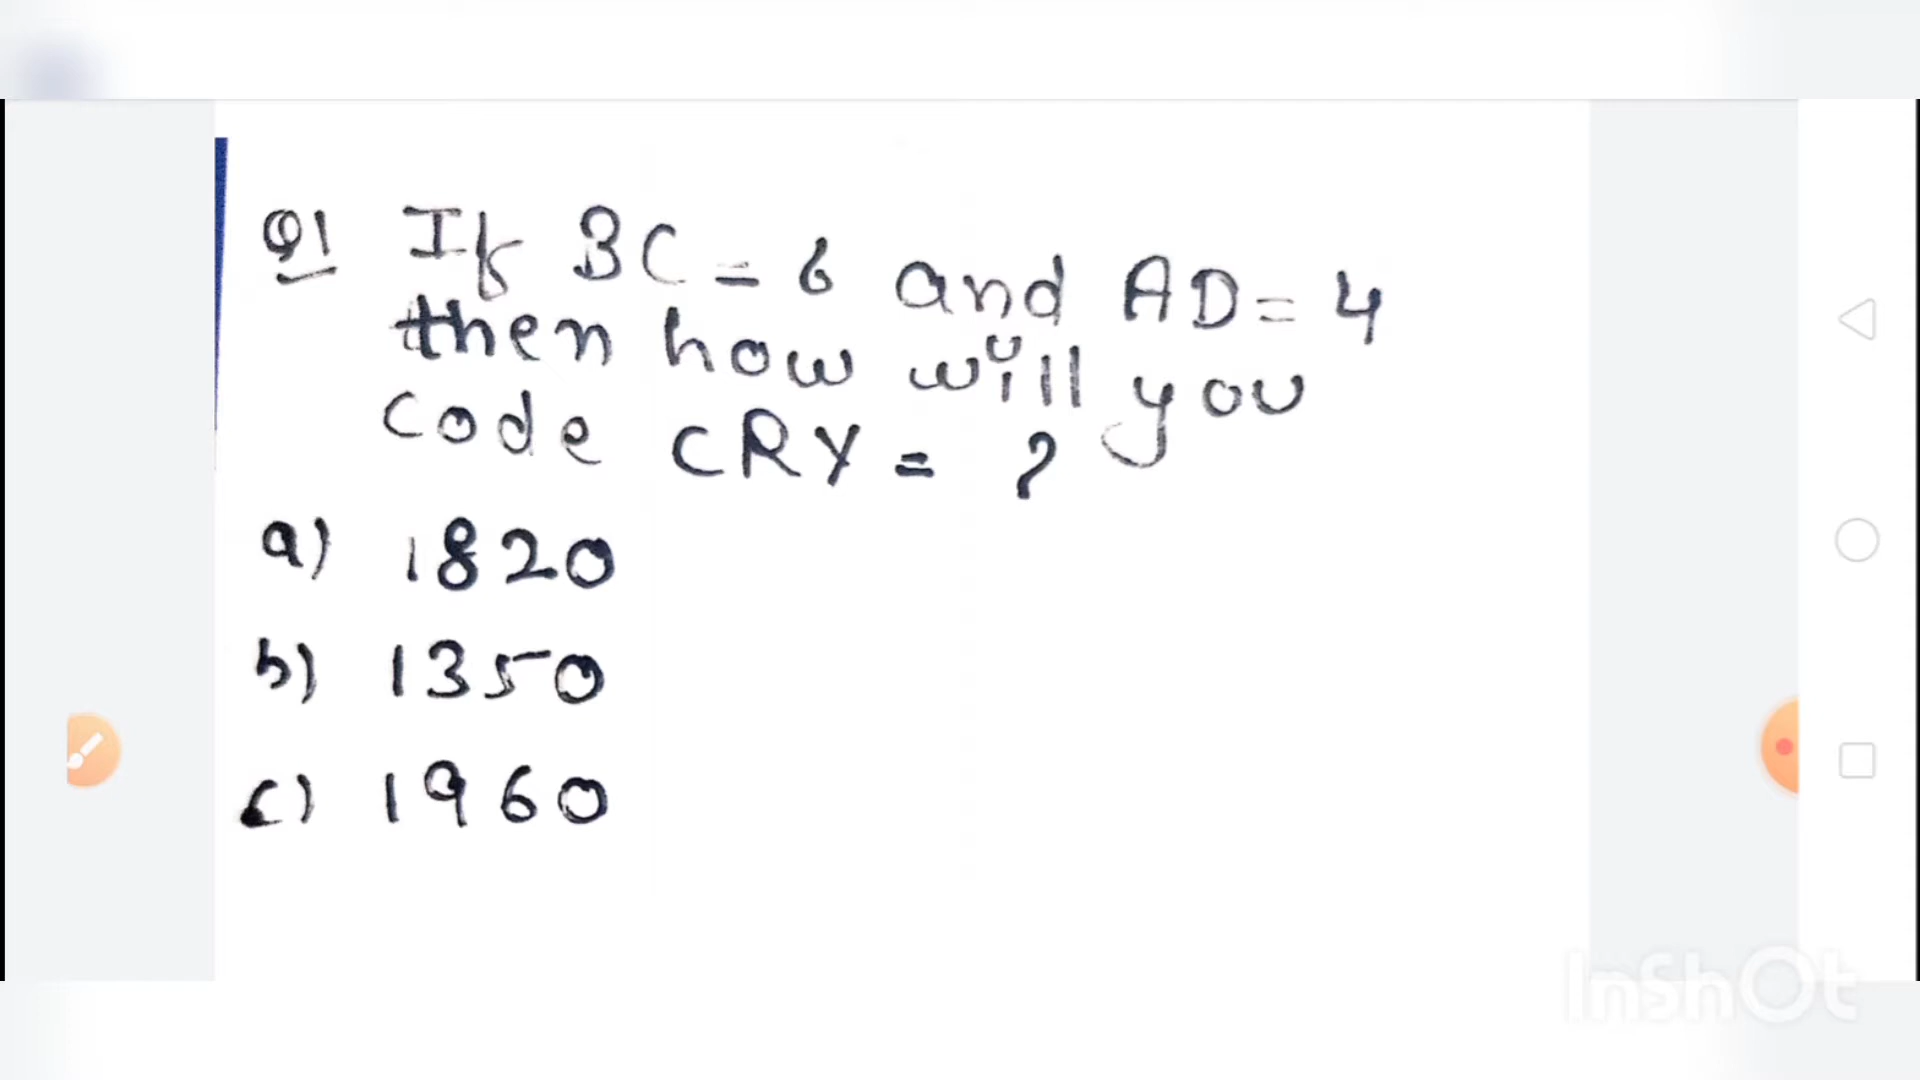 Q1 If BC = 6 and AD = 4
then how will you
code CRY = ?
a) 1820
b) 1350
c) 1960
InShOt